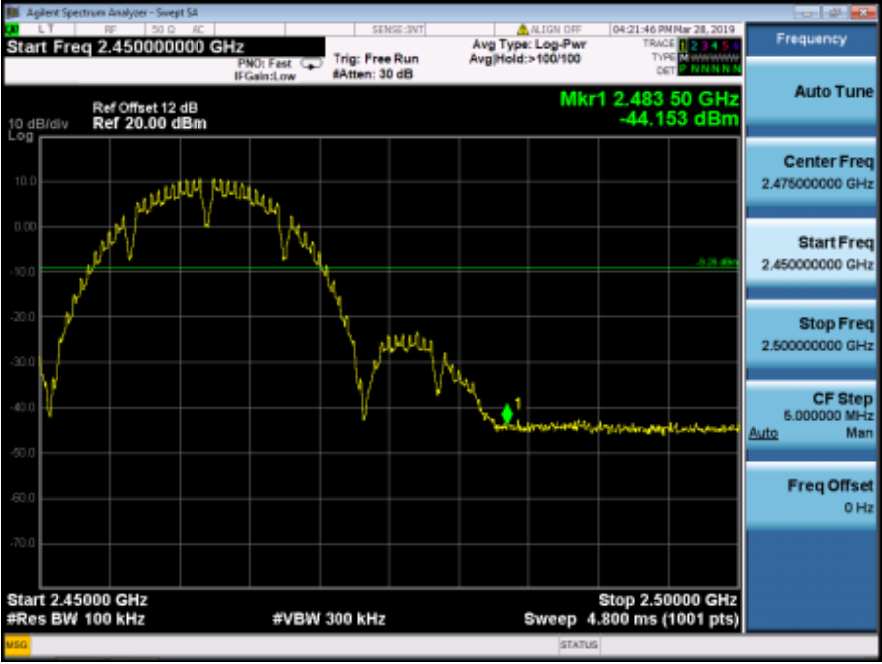 Agilent Spectrum Analyzer - Swept SA
L T RF 50 Ω AC SENSE:INT ALIGN OFF 04:21:46 PM Mar 28, 2019
Start Freq 2.450000000 GHz
PNO: Fast
IFGain:Low
Trig: Free Run
#Atten: 30 dB
Avg Type: Log-Pwr
Avg|Hold:>100/100
TRACE 1 2 3 4 5 6
TYPE M WWWWW
DET P N N N N N
Ref Offset 12 dB
Ref 20.00 dBm
10 dB/div
Log
Mkr1 2.483 50 GHz
-44.153 dBm
10.0
0.00
-10.0
-20.0
-30.0
-40.0
-50.0
-60.0
-70.0
1
Start 2.45000 GHz
Stop 2.50000 GHz
#Res BW 100 kHz
#VBW 300 kHz
Sweep 4.800 ms (1001 pts)
MSG
STATUS
Frequency
Auto Tune
Center Freq
2.475000000 GHz
Start Freq
2.450000000 GHz
Stop Freq
2.500000000 GHz
CF Step
5.000000 MHz
Auto Man
Freq Offset
0 Hz